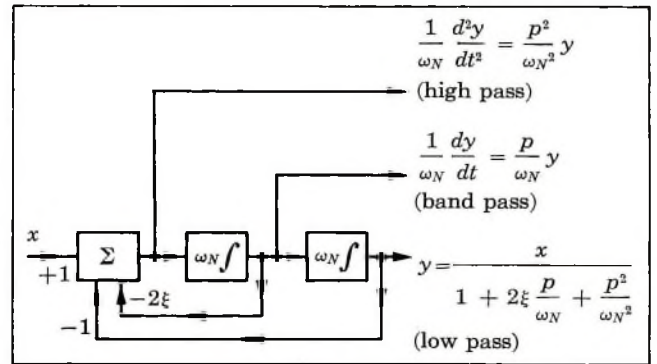 1/ω_N d²y/dt² = p²/ω_N² y
(high pass)
1/ω_N dy/dt = p/ω_N y
(band pass)
x
+1
Σ
ω_N ∫
ω_N ∫
y = x / (1 + 2ξ p/ω_N + p²/ω_N²)
−2ξ
−1
(low pass)